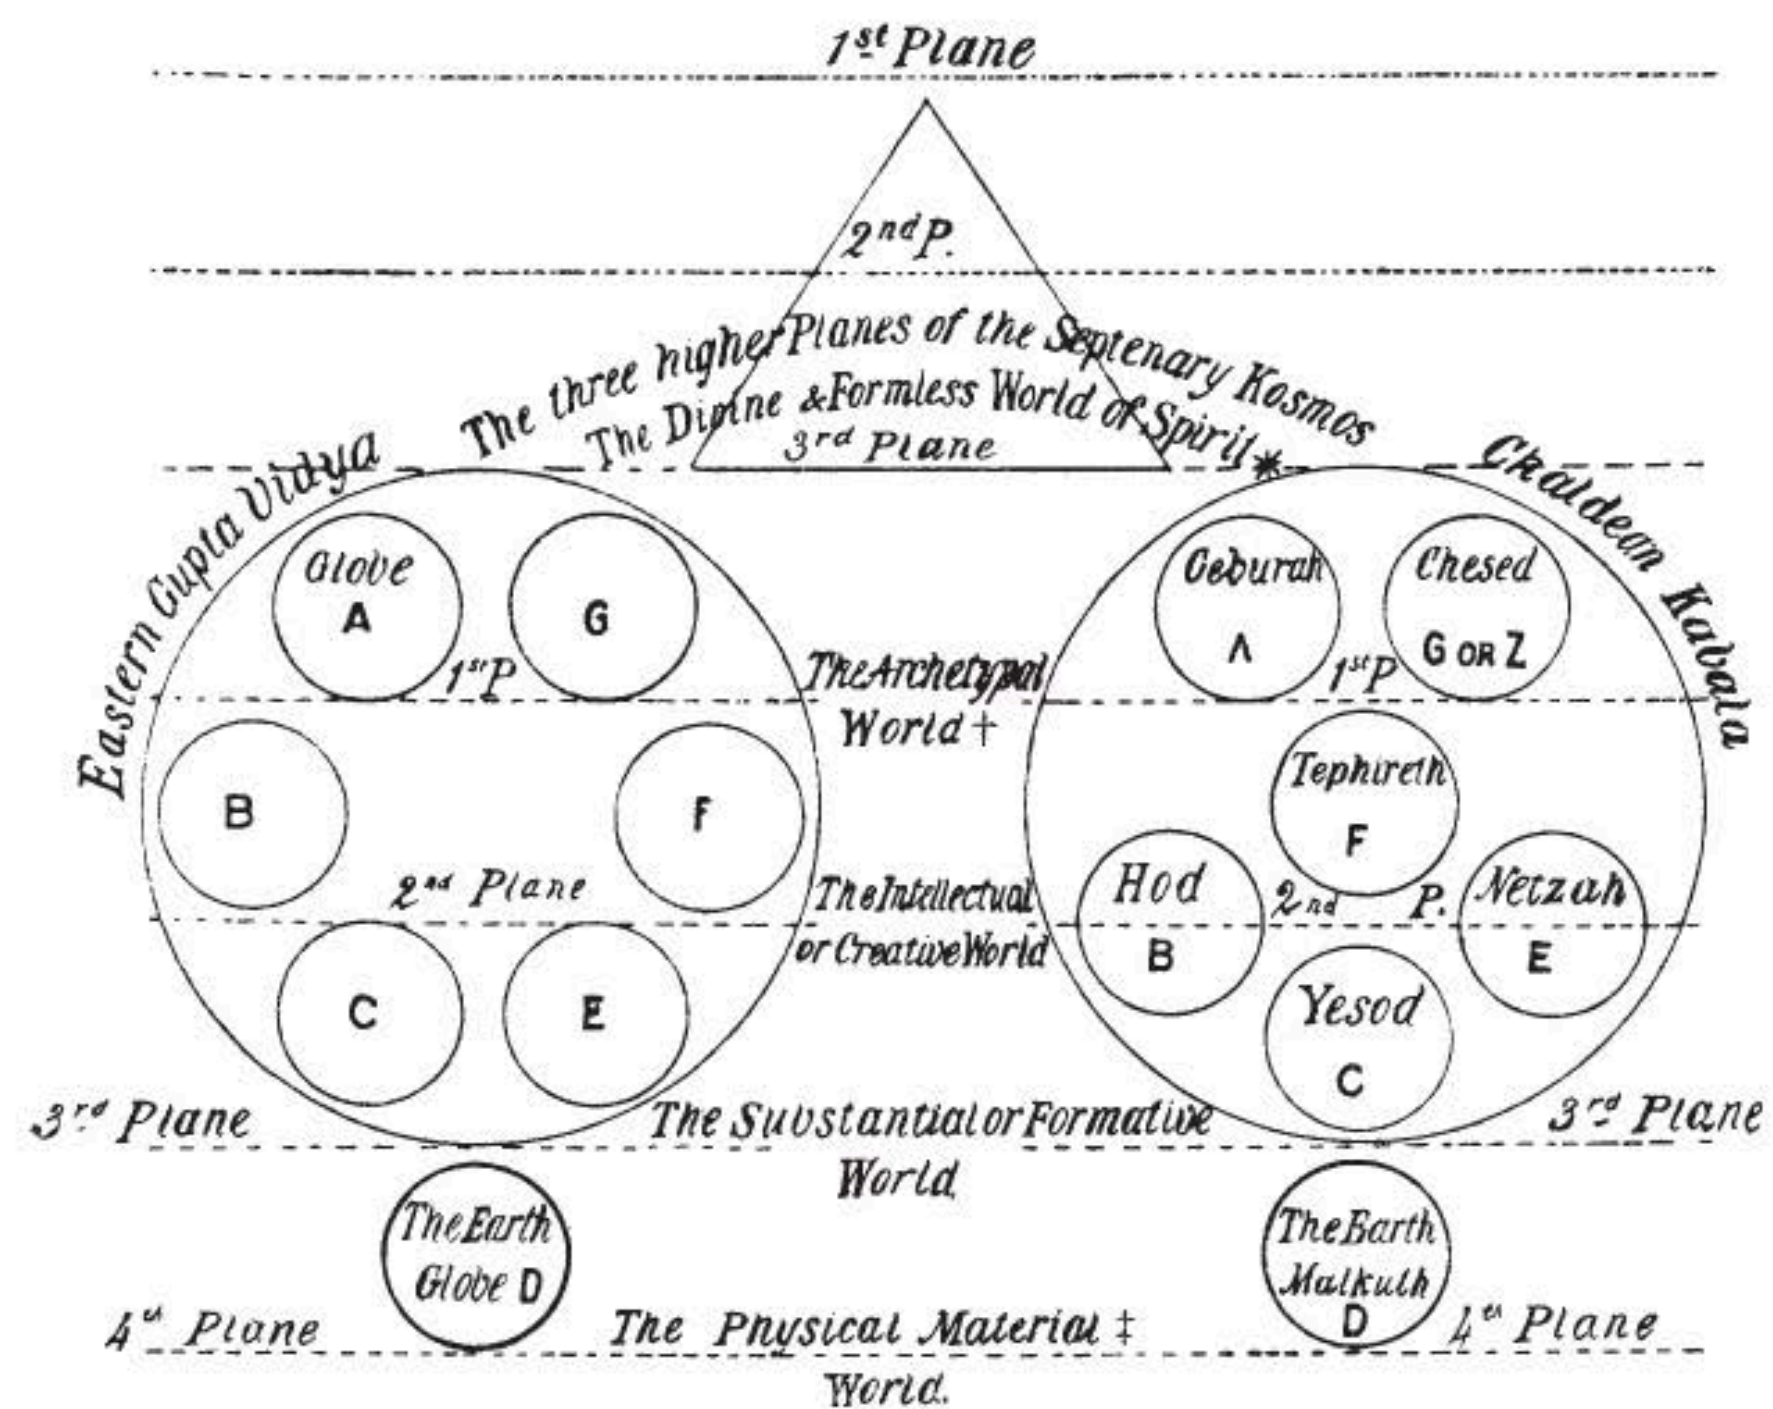 1st Plane
2nd P.
The three higher Planes of the Septenary Kosmos
The Divine & Formless World of Spirit*
3rd Plane
Eastern Gupta Vidya
Chaldean Kabala
Globe
A
G
1st P
Geburah
A
Chesed
G OR Z
1st P
The Archetypal
World †
B
F
2nd Plane
Tephireth
F
Hod
B
2nd P.
Netzah
E
The Intellectual
or Creative World
C
E
Yesod
C
3rd Plane
The Substantial or Formative
World.
3rd Plane
The Earth
Globe D
The Earth
Malkuth
D
4th Plane
The Physical Material ‡
World.
4th Plane